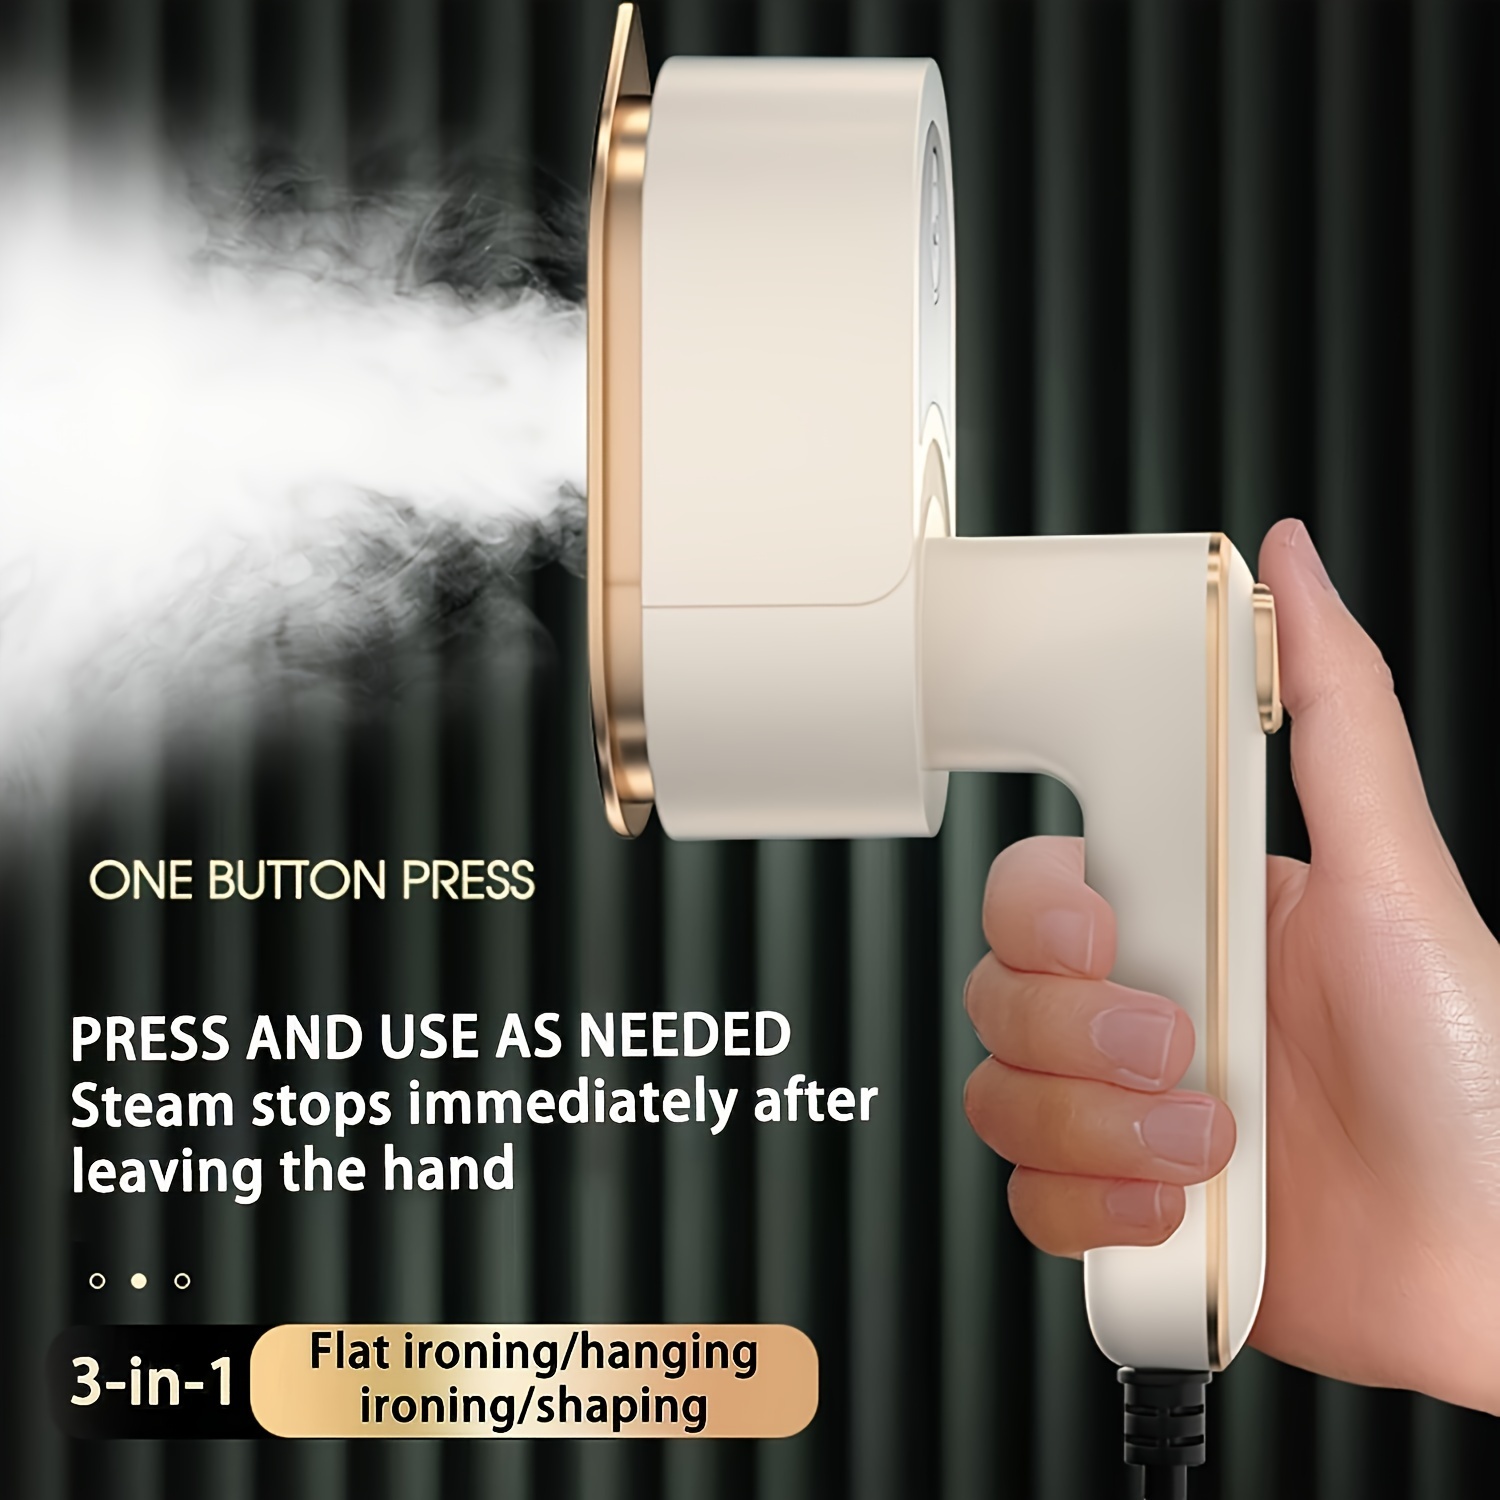 ONE BUTTON PRESS
PRESS AND USE AS NEEDED
Steam stops immediately after
leaving the hand
3-in-1
Flat ironing/hanging
ironing/shaping